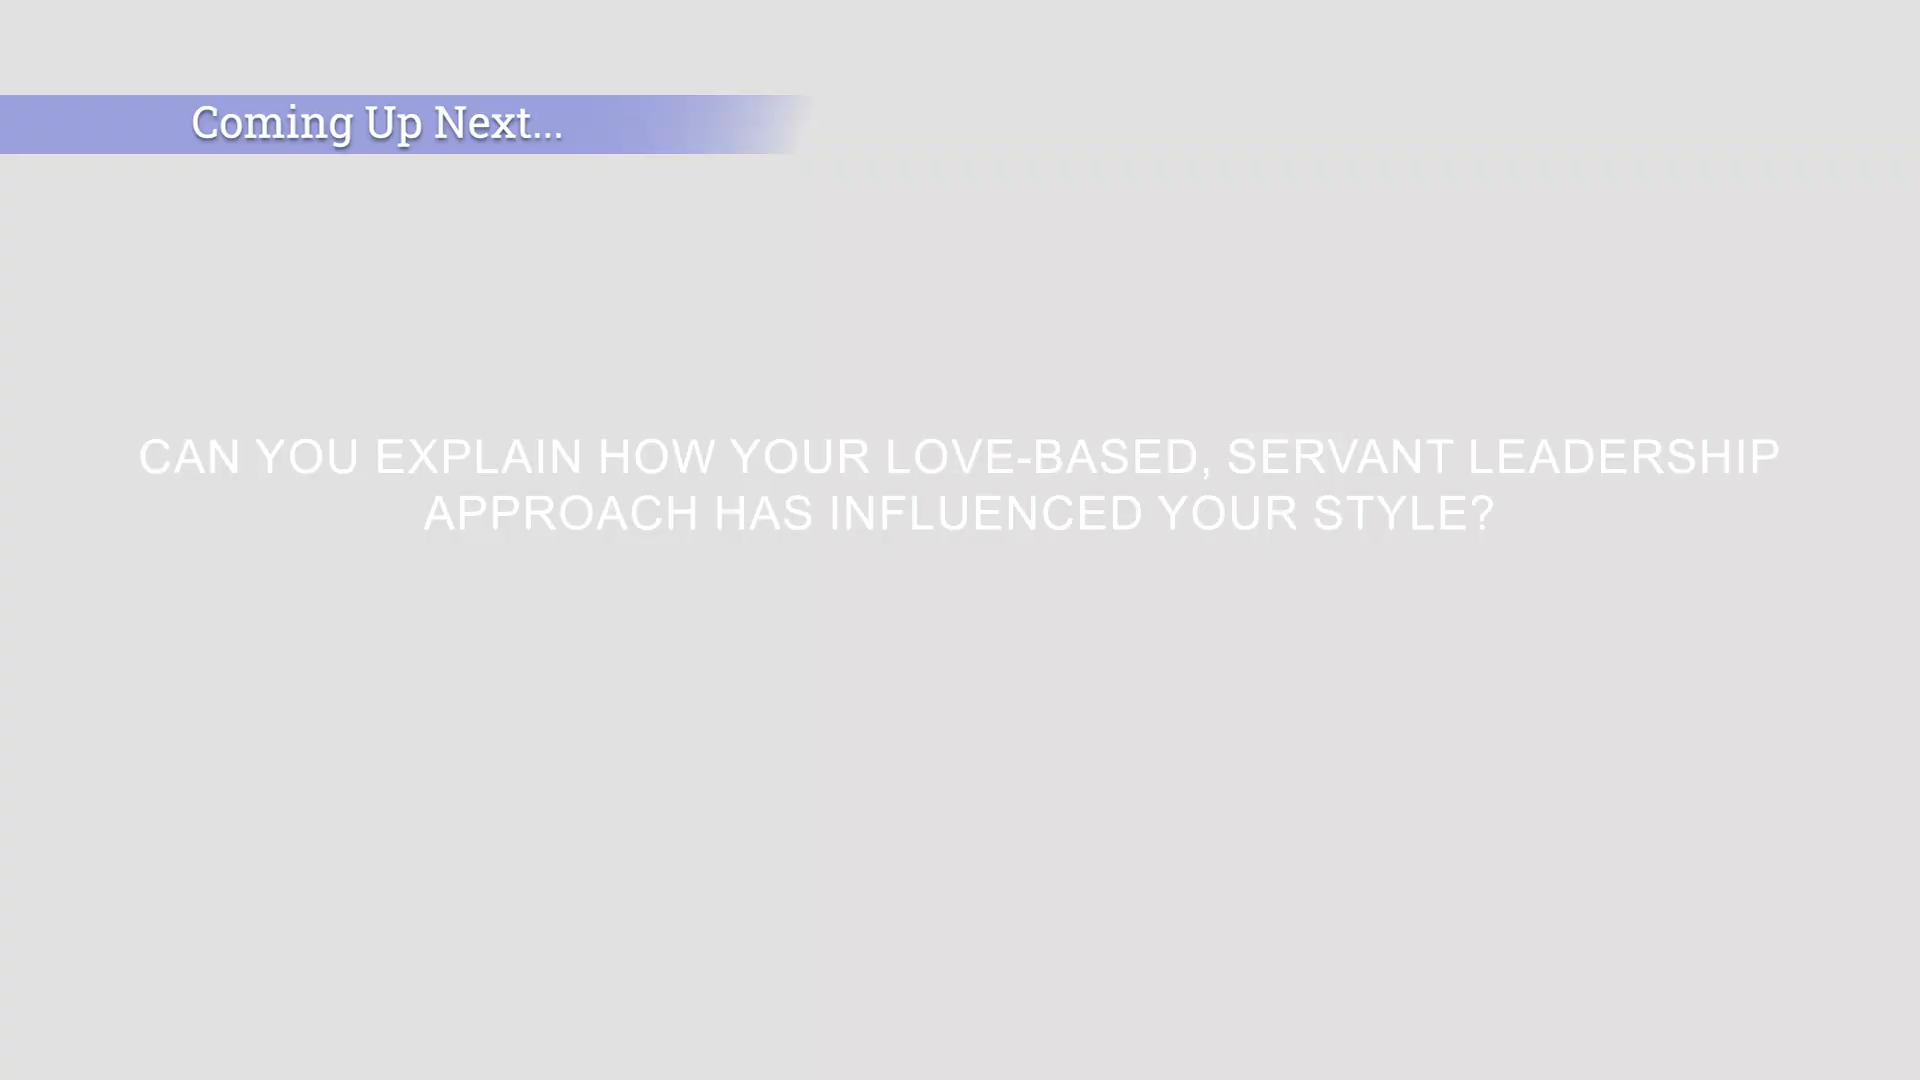 Coming Up Next...
CAN YOU EXPLAIN HOW YOUR LOVE-BASED, SERVANT LEADERSHIP
APPROACH HAS INFLUENCED YOUR STYLE?